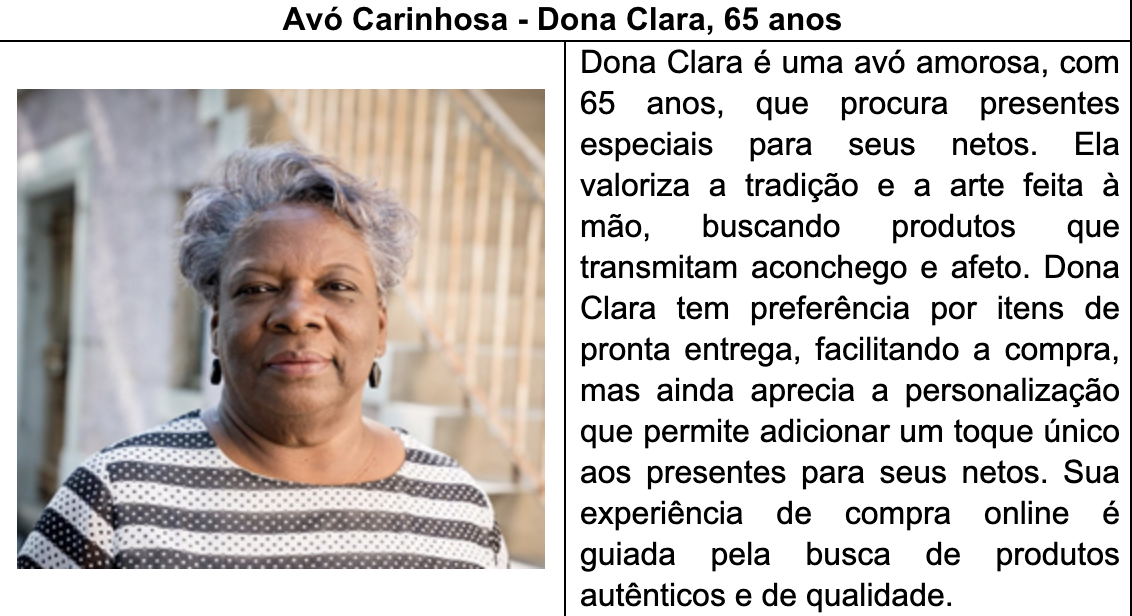 Avó Carinhosa - Dona Clara, 65 anos
Dona Clara é uma avó amorosa, com
65 anos, que procura presentes
especiais para seus netos. Ela
valoriza a tradição e a arte feita à
mão, buscando produtos que
transmitam aconchego e afeto. Dona
Clara tem preferência por itens de
pronta entrega, facilitando a compra,
mas ainda aprecia a personalização
que permite adicionar um toque único
aos presentes para seus netos. Sua
experiência de compra online é
guiada pela busca de produtos
autênticos e de qualidade.